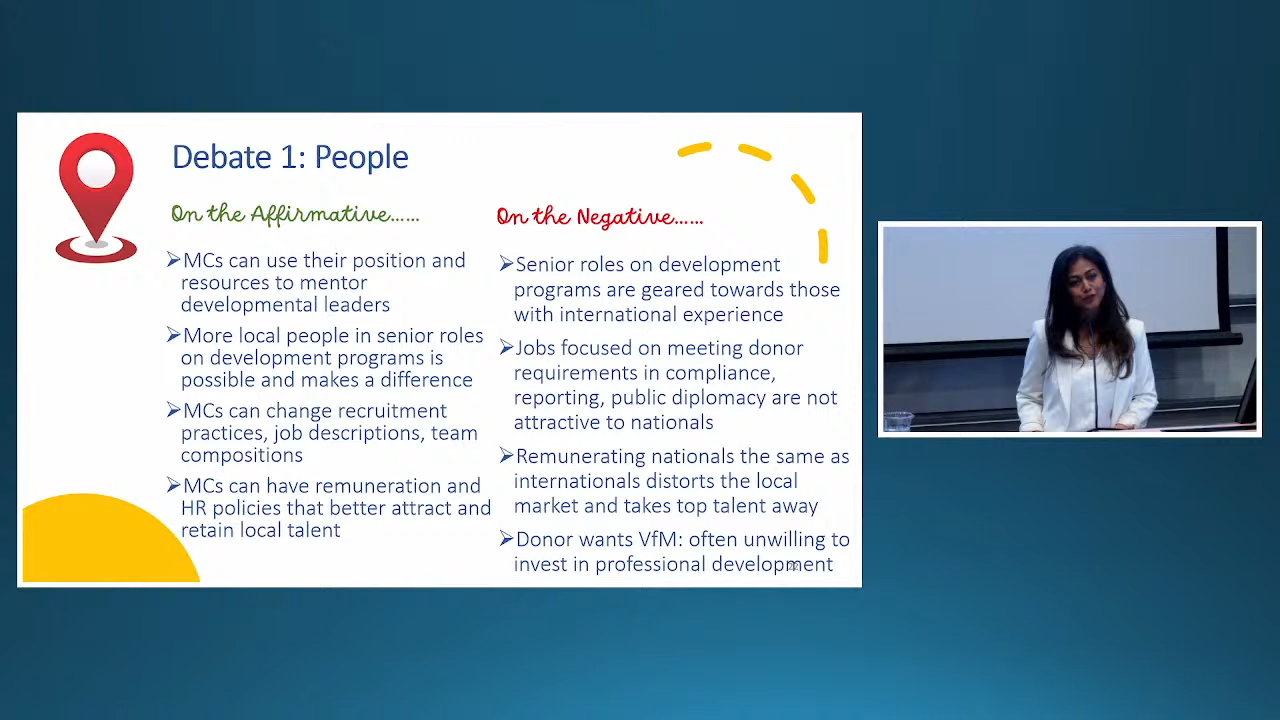 Debate 1: People
On the Affirmative......
➢MCs can use their position and
resources to mentor
developmental leaders
➢More local people in senior roles
on development programs is
possible and makes a difference
➢MCs can change recruitment
practices, job descriptions, team
compositions
➢MCs can have remuneration and
HR policies that better attract and
retain local talent
On the Negative......
➢Senior roles on development
programs are geared towards those
with international experience
➢Jobs focused on meeting donor
requirements in compliance,
reporting, public diplomacy are not
attractive to nationals
➢Remunerating nationals the same as
internationals distorts the local
market and takes top talent away
➢Donor wants VfM: often unwilling to
invest in professional development